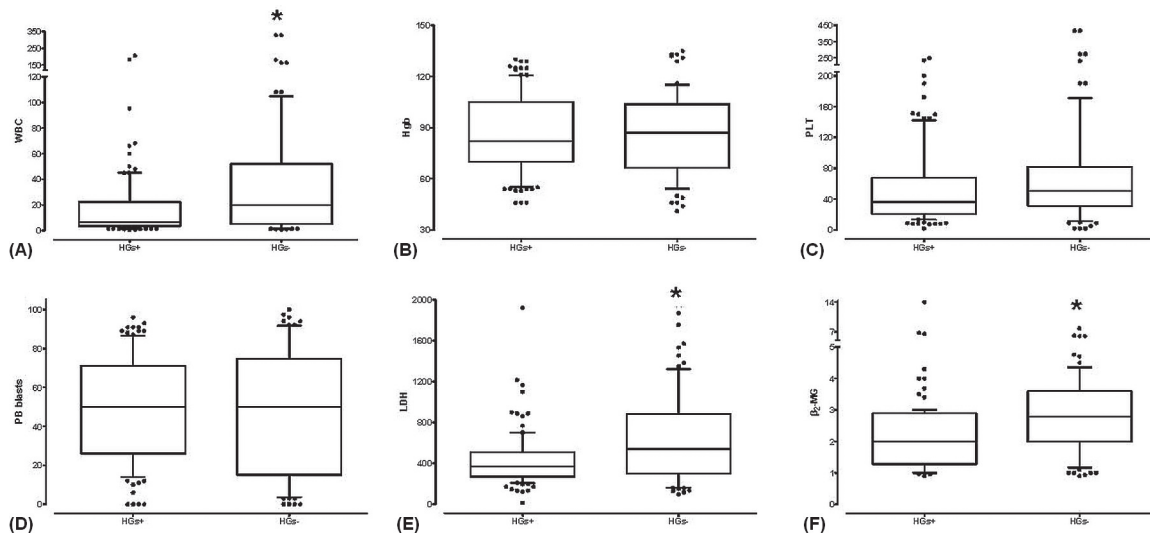 *
350
250
150
120
100
80
60
40
20
0
WBC
HGs+
HGs-
(A)
150
120
90
60
30
Hgb
HGs+
HGs-
(B)
450
350
250
200
160
120
80
40
0
PLT
HGs+
HGs-
(C)
100
80
60
40
20
0
PB blasts
HGs+
HGs-
(D)
*
2000
1600
1200
800
400
0
LDH
HGs+
HGs-
(E)
*
14
7
5
4
3
2
1
0
β₂-MG
HGs+
HGs-
(F)